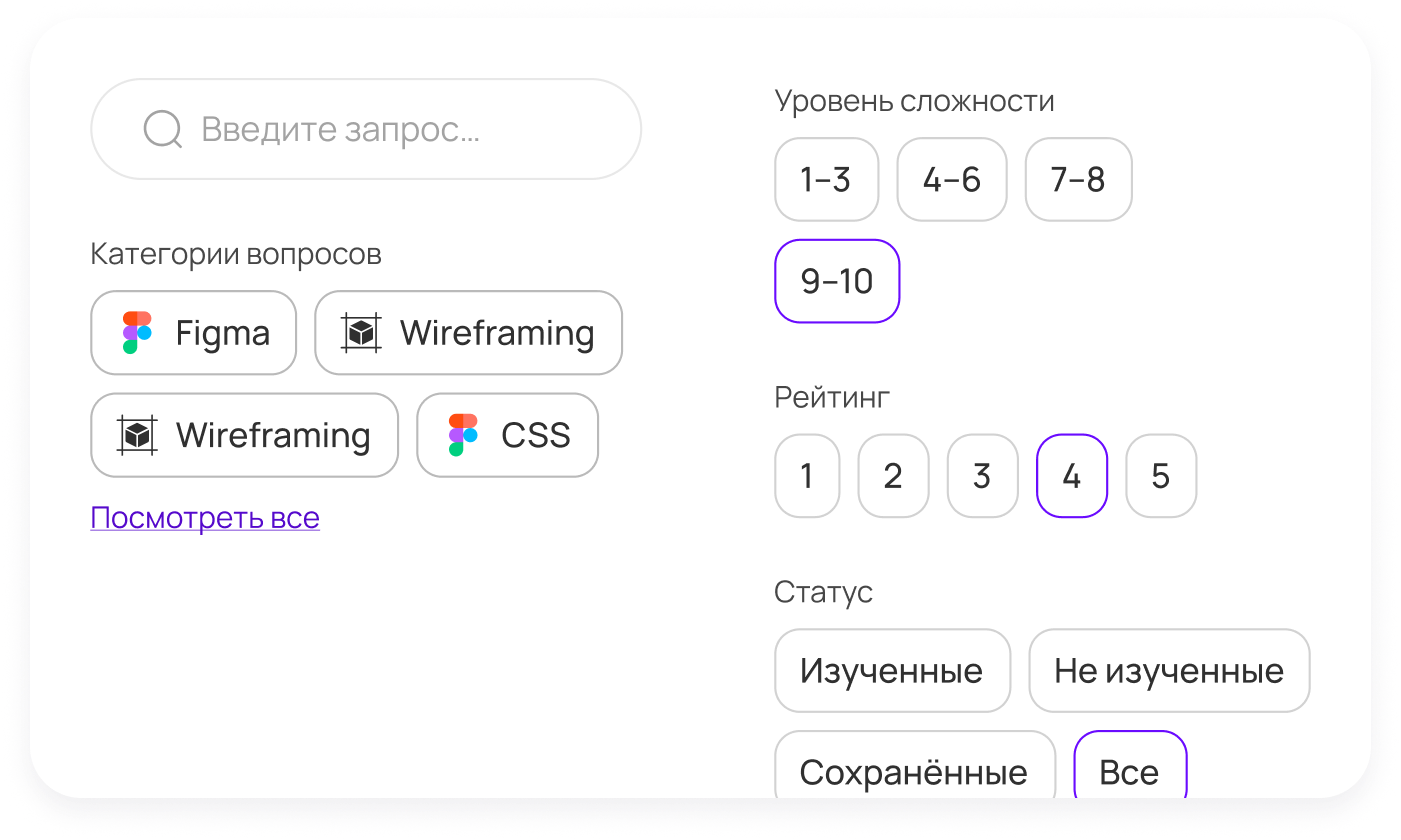 Введите запрос...
Категории вопросов
Figma Wireframing
Wireframing CSS
Посмотреть все
Уровень сложности
1–3 4–6 7–8
9–10
Рейтинг
1 2 3 4 5
Статус
Изученные Не изученные
Сохранённые Все